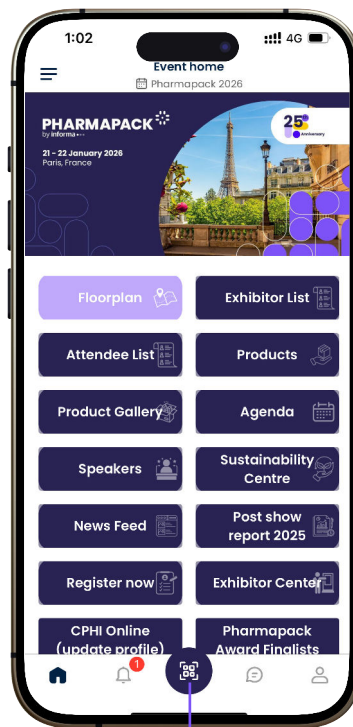 1:02
4G
Event home
Pharmapack 2026
PHARMAPACK
by informa
25
Anniversary
21 - 22 January 2026
Paris, France
Floorplan
Exhibitor List
Attendee List
Products
Product Gallery
Agenda
Speakers
Sustainability
Centre
News Feed
Post show
report 2025
Register now
Exhibitor Center
CPHI Online
(update profile)
Pharmapack
Award Finalists
1